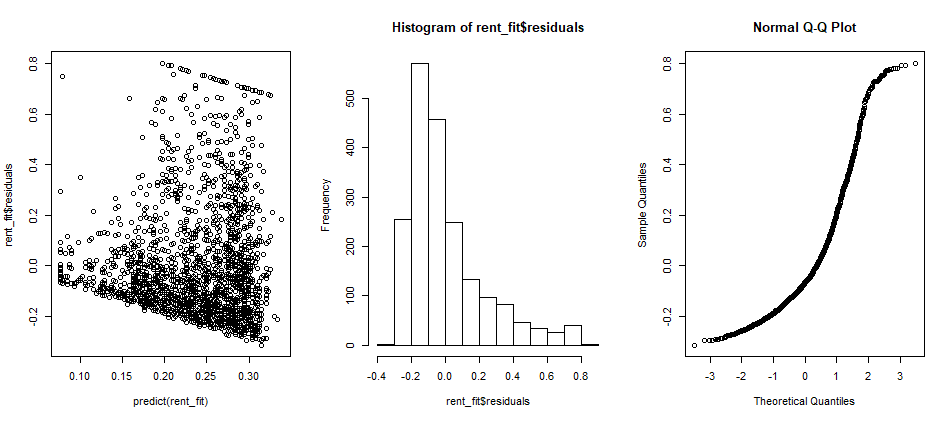 Histogram of rent_fit$residuals
Normal Q-Q Plot
rent_fit$residuals
0.8
0.6
0.4
0.2
0.0
-0.2
0.10 0.15 0.20 0.25 0.30
predict(rent_fit)
Frequency
500
400
300
200
100
0
-0.4 -0.2 0.0 0.2 0.4 0.6 0.8
rent_fit$residuals
Sample Quantiles
0.8
0.6
0.4
0.2
0.0
-0.2
-3 -2 -1 0 1 2 3
Theoretical Quantiles